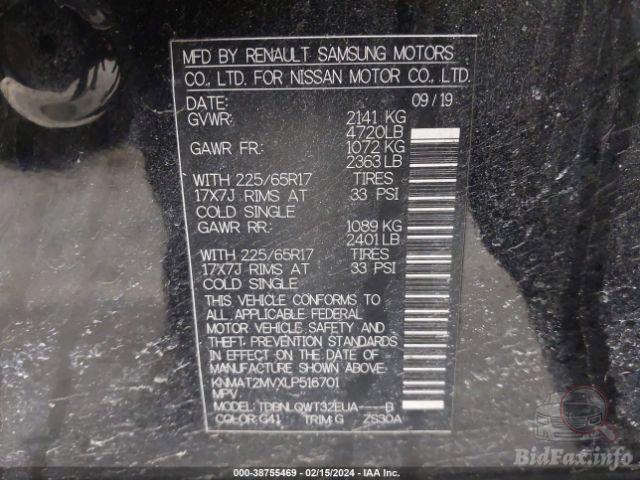 MFD BY RENAULT SAMSUNG MOTORS
CO., LTD. FOR NISSAN MOTOR CO., LTD.
DATE: 09/19
GVWR: 2141 KG
4720LB
GAWR FR: 1072 KG
2363 LB
WITH 225/65R17 TIRES
17X7J RIMS AT 33 PSI
COLD SINGLE
GAWR RR: 1089 KG
2401 LB
WITH 225/65R17 TIRES
17X7J RIMS AT 33 PSI
COLD SINGLE
THIS VEHICLE CONFORMS TO
ALL APPLICABLE FEDERAL
MOTOR VEHICLE SAFETY AND
THEFT PREVENTION STANDARDS
IN EFFECT ON THE DATE OF
MANUFACTURE SHOWN ABOVE.
KNMAT2MVXLP516701
MPV
MODEL: TDBNLQWT32EUA----B
COLOR: G41 TRIM: G ZS30A
BidFax.info
000-38755469 - 02/15/2024 - IAA Inc.